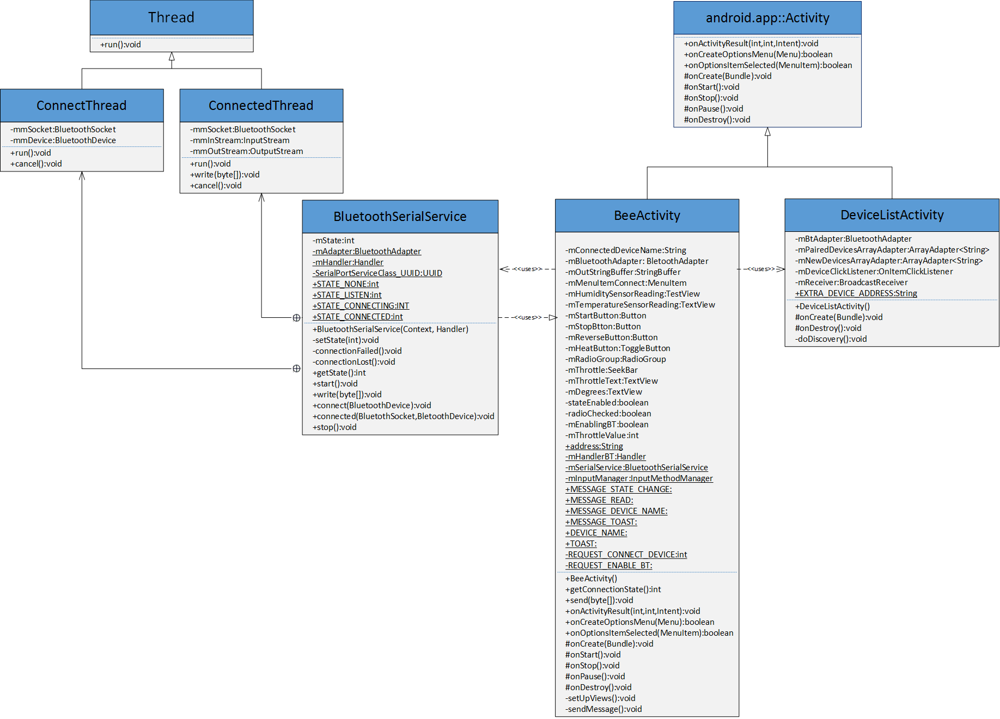 Thread
+run():void
ConnectThread
-mmSocket:BluetoothSocket
-mmDevice:BluetoothDevice
+run():void
+cancel():void
ConnectedThread
-mmSocket:BluetoothSocket
-mmInStream:InputStream
-mmOutStream:OutputStream
+run():void
+write(byte[]):void
+cancel():void
BluetoothSerialService
-mState:int
-mAdapter:BluetoothAdapter
-mHandler:Handler
-SerialPortServiceClass_UUID:UUID
+STATE_NONE:int
+STATE_LISTEN:int
+STATE_CONNECTING:INT
+STATE_CONNECTED:int
+BluetoothSerialService(Context, Handler)
-setState(int):void
-connectionFailed():void
-connectionLost():void
+getState():int
+start():void
+write(byte[]):void
+connect(BluetoothDevice):void
+connected(BluetothSocket,BletoothDevice):void
+stop():void
<<uses>>
<<uses>>
android.app::Activity
+onActivityResult(int,int,Intent):void
+onCreateOptionsMenu(Menu):boolean
+onOptionsItemSelected(MenuItem):boolean
#onCreate(Bundle):void
#onStart():void
#onStop():void
#onPause():void
#onDestroy():void
BeeActivity
-mConnectedDeviceName:String
-mBluetoothAdapter: BletoothAdapter
-mOutStringBuffer:StringBuffer
-mMenuItemConnect:MenuItem
-mHumiditySensorReading:TestView
-mTemperatureSensorReading:TextView
-mStartButton:Button
-mStopBtton:Button
-mReverseButton:Button
-mHeatButton:ToggleButton
-mRadioGroup:RadioGroup
-mThrottle:SeekBar
-mThrottleText:TextView
-mDegrees:TextView
-stateEnabled:boolean
-radioChecked:boolean
-mEnablingBT:boolean
-mThrottleValue:int
+address:String
-mHandlerBT:Handler
-mSerialService:BluetoothSerialService
-mInputManager:InputMethodManager
+MESSAGE_STATE_CHANGE:
+MESSAGE_READ:
+MESSAGE_DEVICE_NAME:
+MESSAGE_TOAST:
+DEVICE_NAME:
+TOAST:
-REQUEST_CONNECT_DEVICE:int
-REQUEST_ENABLE_BT:
+BeeActivity()
+getConnectionState():int
+send(byte[]):void
+onActivityResult(int,int,Intent):void
+onCreateOptionsMenu(Menu):boolean
+onOptionsItemSelected(MenuItem):boolean
#onCreate(Bundle):void
#onStart():void
#onStop():void
#onPause():void
#onDestroy():void
-setUpViews():void
-sendMessage():void
<<uses>>
DeviceListActivity
-mBtAdapter:BluetoothAdapter
-mPairedDevicesArrayAdapter:ArrayAdapter<String>
-mNewDevicesArrayAdapter:ArrayAdapter<String>
-mDeviceClickListener:OnItemClickListener
-mReceiver:BroadcastReceiver
+EXTRA_DEVICE_ADDRESS:String
+DeviceListActivity()
#onCreate(Bundle):void
#onDestroy():void
-doDiscovery():void